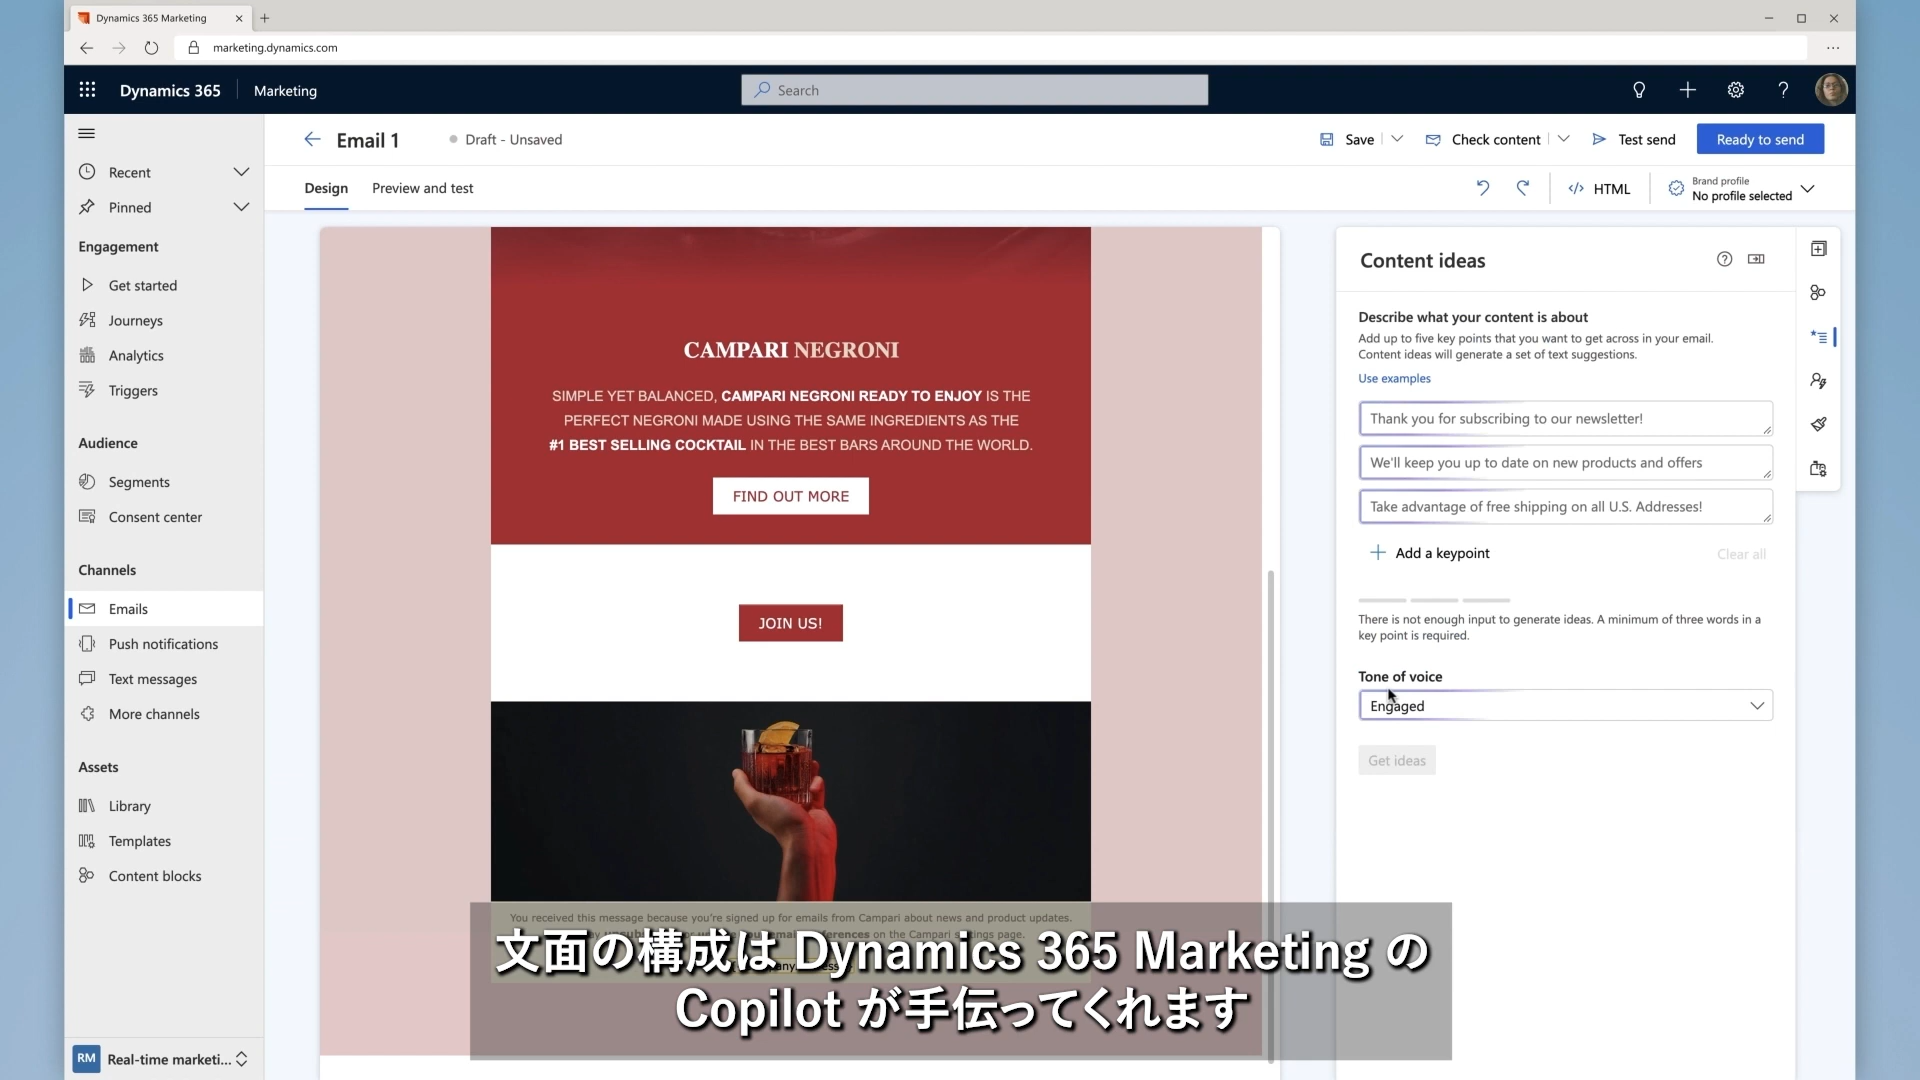 Dynamics 365 Marketing
marketing.dynamics.com
Dynamics 365
Marketing
Search
Email 1
Draft - Unsaved
Save
Check content
Test send
Ready to send
Design
Preview and test
HTML
Brand profile
No profile selected
Recent
Pinned
Engagement
Get started
Journeys
Analytics
Triggers
Audience
Segments
Consent center
Channels
Emails
Push notifications
Text messages
More channels
Assets
Library
Templates
Content blocks
RM
Real-time marketi...
CAMPARI NEGRONI
SIMPLE YET BALANCED, CAMPARI NEGRONI READY TO ENJOY IS THE
PERFECT NEGRONI MADE USING THE SAME INGREDIENTS AS THE
#1 BEST SELLING COCKTAIL IN THE BEST BARS AROUND THE WORLD.
FIND OUT MORE
JOIN US!
You received this message because you're signed up for emails from Campari about news and product updates.
on the Campari page.
文面の構成は Dynamics 365 Marketing の
Copilot が手伝ってくれます
Content ideas
Describe what your content is about
Add up to five key points that you want to get across in your email.
Content ideas will generate a set of text suggestions.
Use examples
Thank you for subscribing to our newsletter!
We'll keep you up to date on new products and offers
Take advantage of free shipping on all U.S. Addresses!
Add a keypoint
Clear all
There is not enough input to generate ideas. A minimum of three words in a
key point is required.
Tone of voice
Engaged
Get ideas